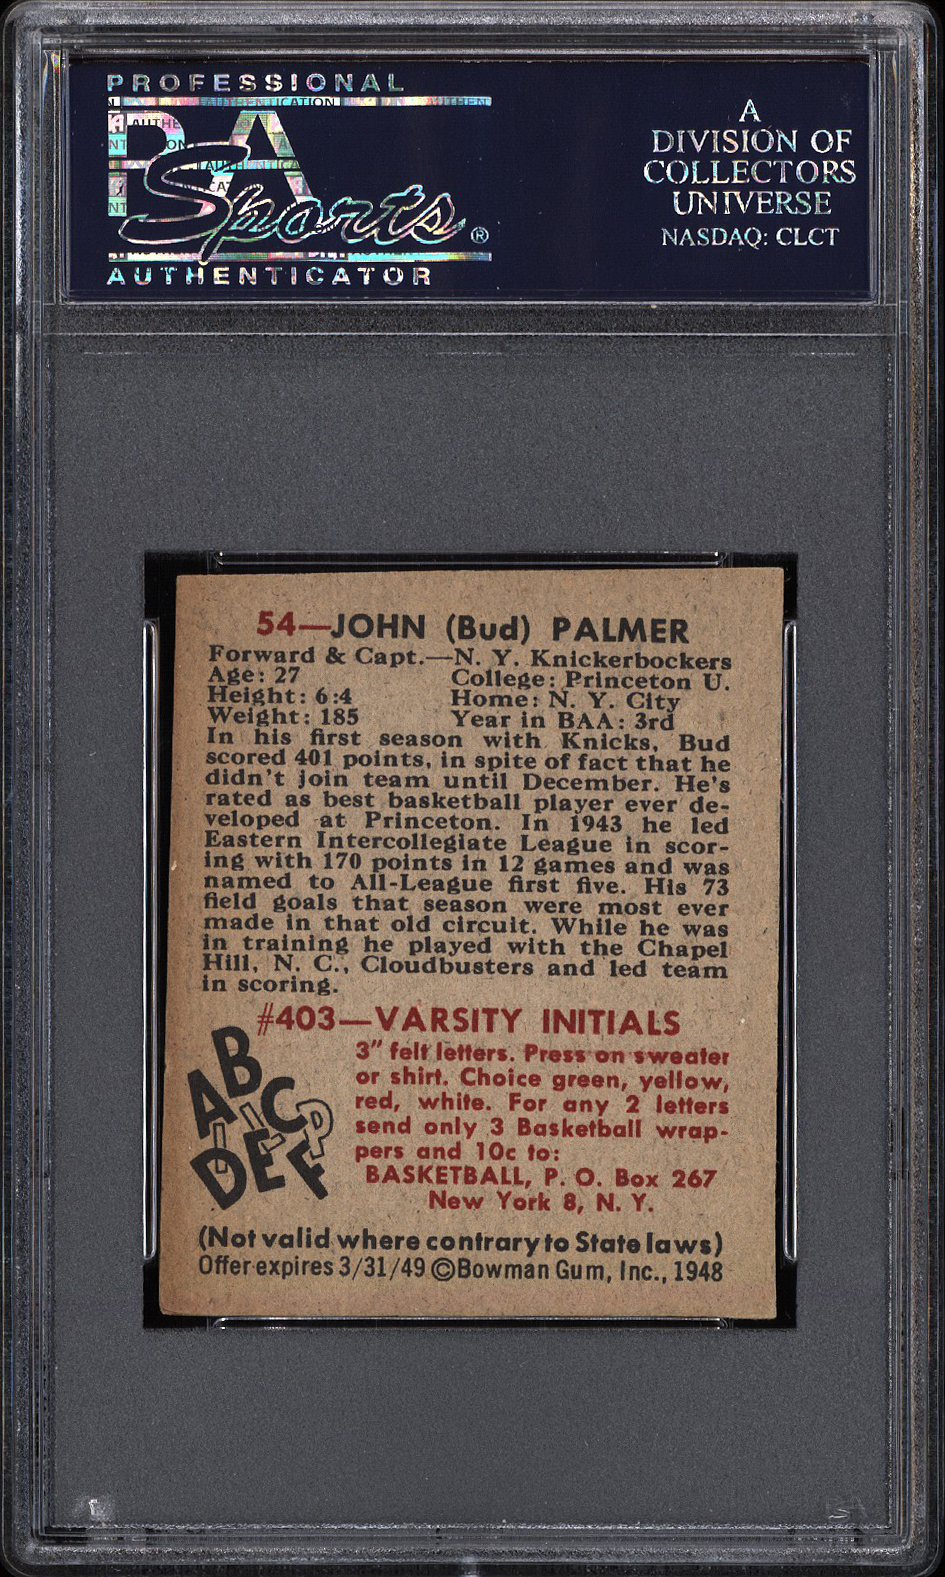 PROFESSIONAL
PSA
Sports®
AUTHENTICATOR
A
DIVISION OF
COLLECTORS
UNIVERSE
NASDAQ: CLCT
54—JOHN (Bud) PALMER
Forward & Capt.—N. Y. Knickerbockers
Age: 27 College: Princeton U.
Height: 6:4 Home: N. Y. City
Weight: 185 Year in BAA: 3rd
In his first season with Knicks, Bud
scored 401 points, in spite of fact that he
didn't join team until December. He's
rated as best basketball player ever de-
veloped at Princeton. In 1943 he led
Eastern Intercollegiate League in scor-
ing with 170 points in 12 games and was
named to All-League first five. His 73
field goals that season were most ever
made in that old circuit. While he was
in training he played with the Chapel
Hill, N. C., Cloudbusters and led team
in scoring.
#403—VARSITY INITIALS
ABC
DEF
3" felt letters. Press on sweater
or shirt. Choice green, yellow,
red, white. For any 2 letters
send only 3 Basketball wrap-
pers and 10c to:
BASKETBALL, P. O. Box 267
New York 8, N. Y.
(Not valid where contrary to State laws)
Offer expires 3/31/49 ©Bowman Gum, Inc., 1948